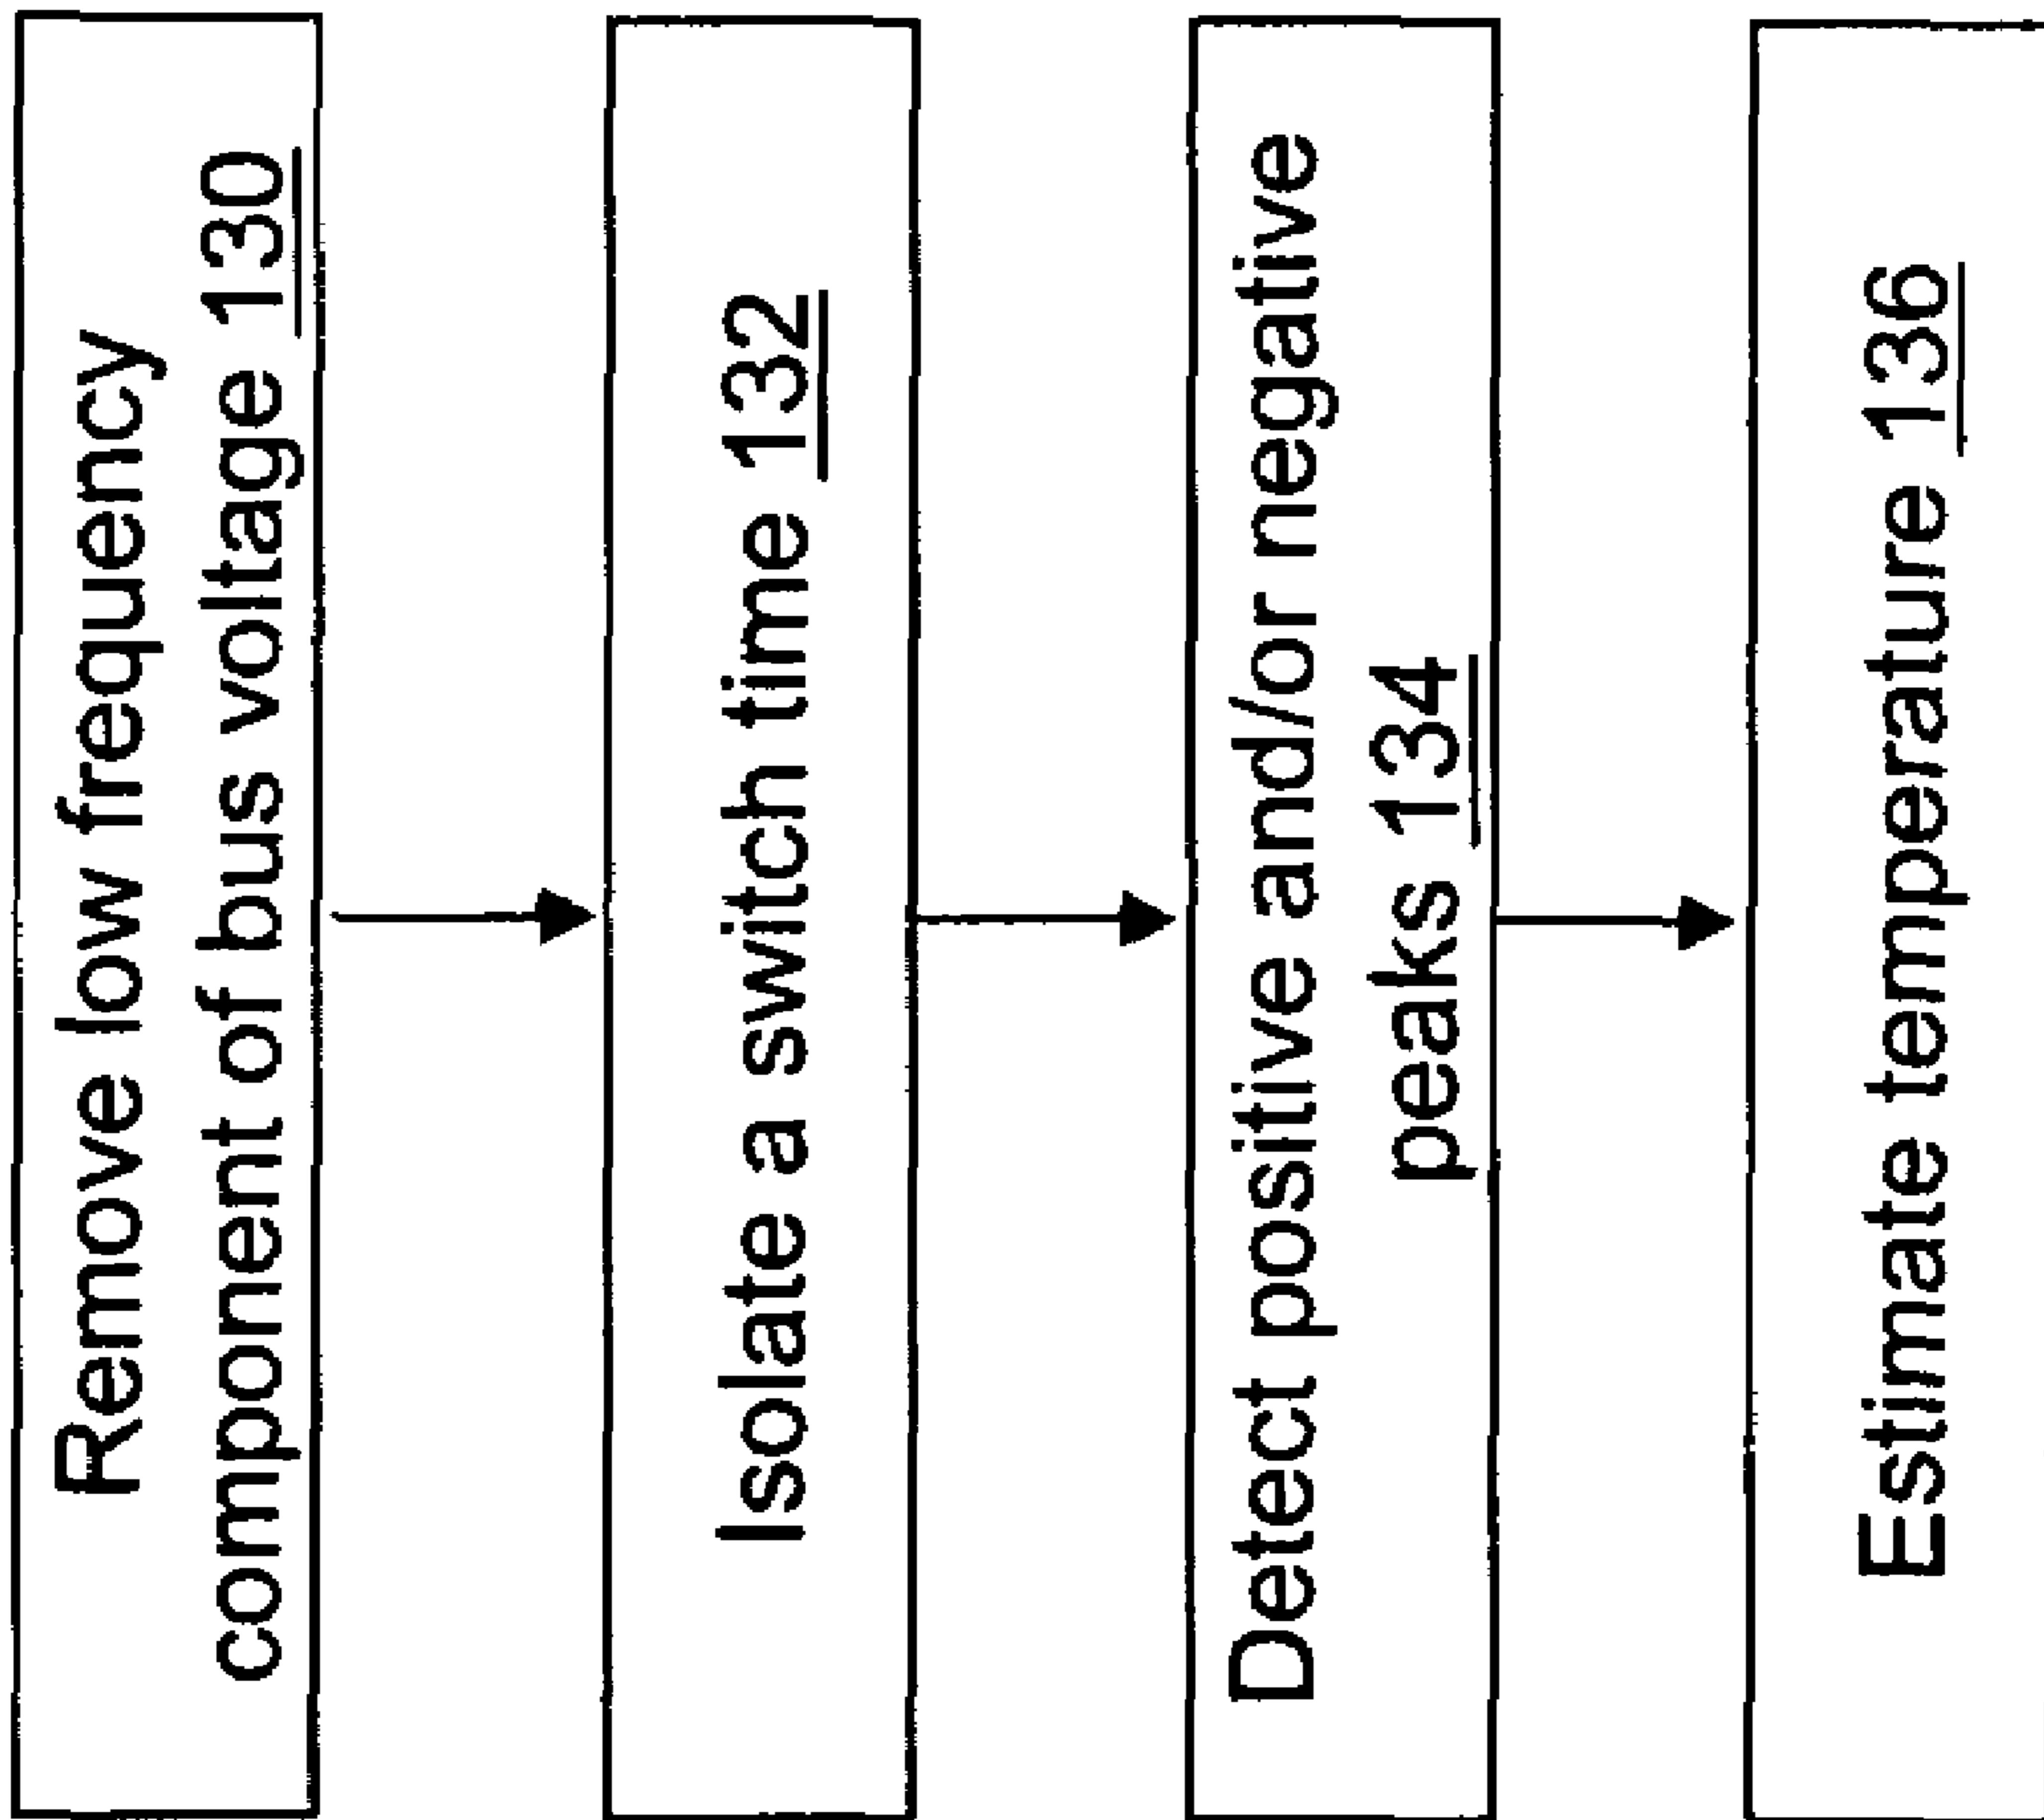 Remove low frequency
component of bus voltage 130
Isolate a switch time 132
Detect positive and/or negative
peaks 134
Estimate temperature 136